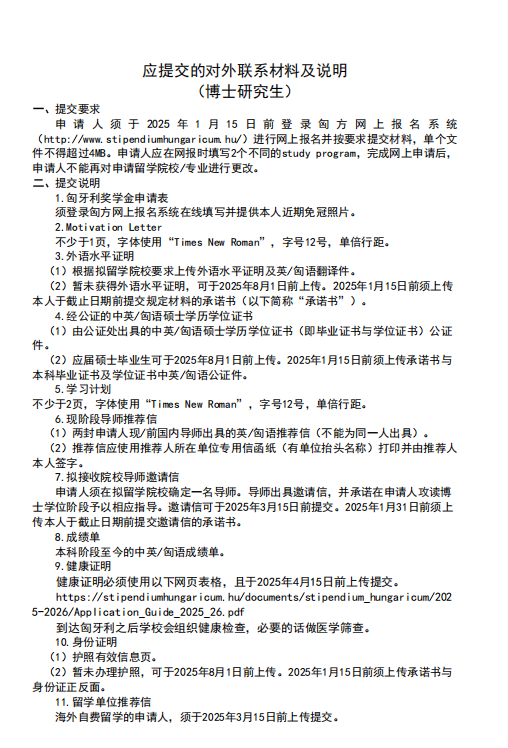 应提交的对外联系材料及说明
（博士研究生）
一、提交要求
申请人须于2025年1月15日前登录匈方网上报名系统
（http://www.stipendiumhungaricum.hu/）进行网上报名并按要求提交材料，单个文
件不得超过4MB。申请人应在网报时填写2个不同的study program，完成网上申请后，
申请人不能再对申请留学院校/专业进行更改。
二、提交说明
1.匈牙利奖学金申请表
须登录匈方网上报名系统在线填写并提供本人近期免冠照片。
2.Motivation Letter
不少于1页，字体使用“Times New Roman”，字号12号，单倍行距。
3.外语水平证明
（1）根据拟留学院校要求上传外语水平证明及英/匈语翻译件。
（2）暂未获得外语水平证明，可于2025年8月1日前上传。2025年1月15日前须上传
本人于截止日期前提交规定材料的承诺书（以下简称“承诺书”）。
4.经公证的中英/匈语硕士学历学位证书
（1）由公证处出具的中英/匈语硕士学历学位证书（即毕业证书与学位证书）公证
件。
（2）应届硕士毕业生可于2025年8月1日前上传。2025年1月15日前须上传承诺书与
本科毕业证书及学位证书中英/匈语公证件。
5.学习计划
不少于2页，字体使用“Times New Roman”，字号12号，单倍行距。
6.现阶段导师推荐信
（1）两封申请人现/前国内导师出具的英/匈语推荐信（不能为同一人出具）。
（2）推荐信应使用推荐人所在单位专用信函纸（有单位抬头名称）打印并由推荐人
本人签字。
7.拟接收院校导师邀请信
申请人须在拟留学院校确定一名导师。导师出具邀请信，并承诺在申请人攻读博
士学位阶段予以相应指导。邀请信可于2025年3月15日前提交。2025年1月31日前须上
传本人于截止日期前提交邀请信的承诺书。
8.成绩单
本科阶段至今的中英/匈语成绩单。
9.健康证明
健康证明必须使用以下网页表格，且于2025年4月15日前上传提交。
https://stipendiumhungaricum.hu/documents/stipendium_hungaricum/202
5-2026/Application_Guide_2025_26.pdf
到达匈牙利之后学校会组织健康检查，必要的话做医学筛查。
10.身份证明
（1）护照有效信息页。
（2）暂未办理护照，可于2025年8月1日前上传。2025年1月15日前须上传承诺书与
身份证正反面。
11.留学单位推荐信
海外自费留学的申请人，须于2025年3月15日前上传提交。